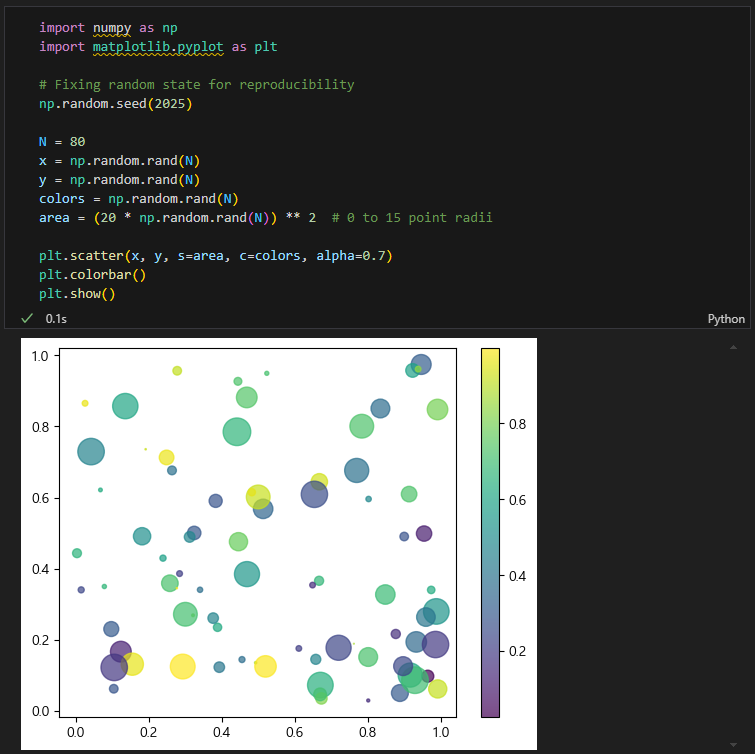 import numpy as np
import matplotlib.pyplot as plt
# Fixing random state for reproducibility
np.random.seed(2025)
N = 80
x = np.random.rand(N)
y = np.random.rand(N)
colors = np.random.rand(N)
area = (20 * np.random.rand(N)) ** 2  # 0 to 15 point radii
plt.scatter(x, y, s=area, c=colors, alpha=0.7)
plt.colorbar()
plt.show()
0.1s
Python
1.0
0.8
0.6
0.4
0.2
0.0
0.0 0.2 0.4 0.6 0.8 1.0
0.8
0.6
0.4
0.2